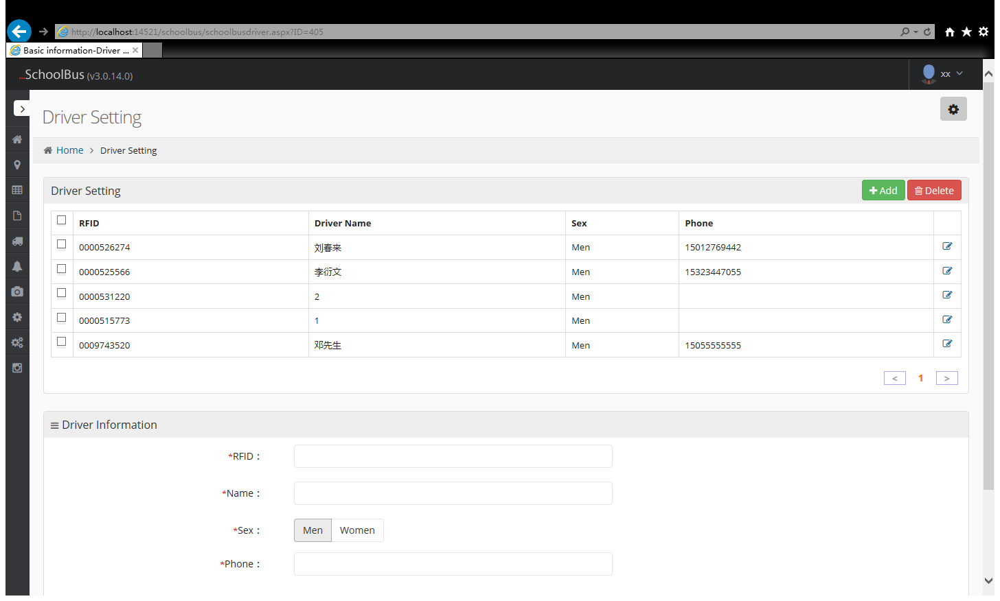 http://localhost:14521/schoolbus/schoolbusdriver.aspx?ID=405
Basic information-Driver ...
...SchoolBus (v3.0.14.0)
xx
Driver Setting
Home > Driver Setting
Driver Setting
Add
Delete
RFID Driver Name Sex Phone
0000526274 刘春来 Men 15012769442
0000525566 李衍文 Men 15323447055
0000531220 2 Men
0000515773 1 Men
0009743520 邓先生 Men 15055555555
< 1 >
Driver Information
*RFID：
*Name：
*Sex： Men Women
*Phone：